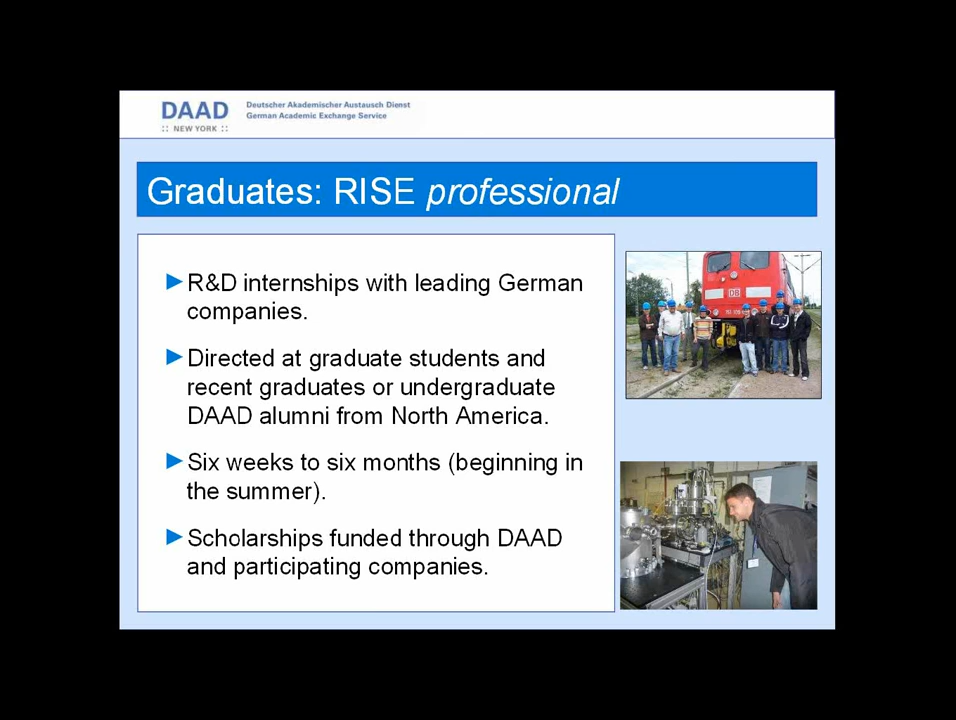 DAAD
Deutscher Akademischer Austausch Dienst
German Academic Exchange Service
:: NEW YORK ::
Graduates: RISE professional
►R&D internships with leading German
companies.
►Directed at graduate students and
recent graduates or undergraduate
DAAD alumni from North America.
►Six weeks to six months (beginning in
the summer).
►Scholarships funded through DAAD
and participating companies.
DB